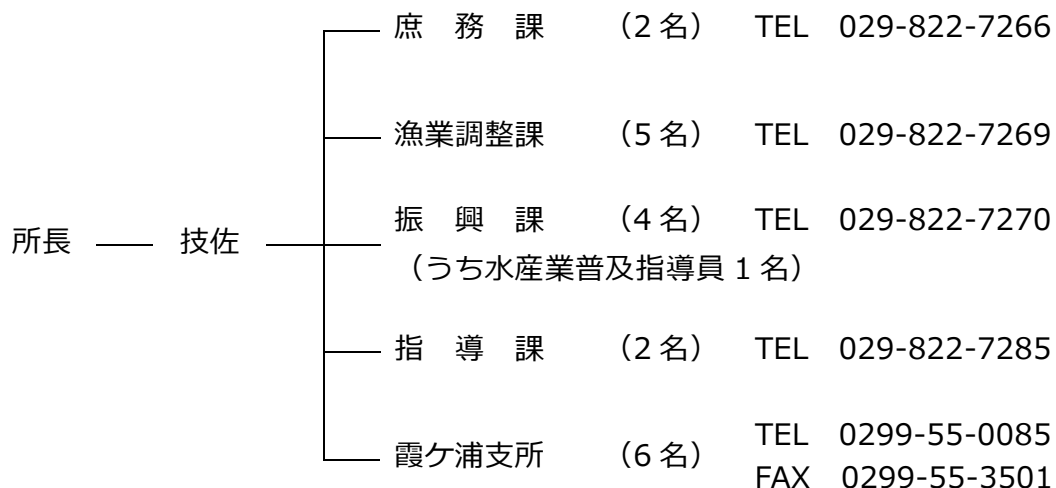 庶　務　課　（2名）　TEL　029-822-7266
漁業調整課　（5名）　TEL　029-822-7269
振　興　課　（4名）　TEL　029-822-7270
（うち水産業普及指導員 1 名）
所長　技佐
指　導　課　（2名）　TEL　029-822-7285
霞ケ浦支所　（6名）　TEL　0299-55-0085
FAX　0299-55-3501